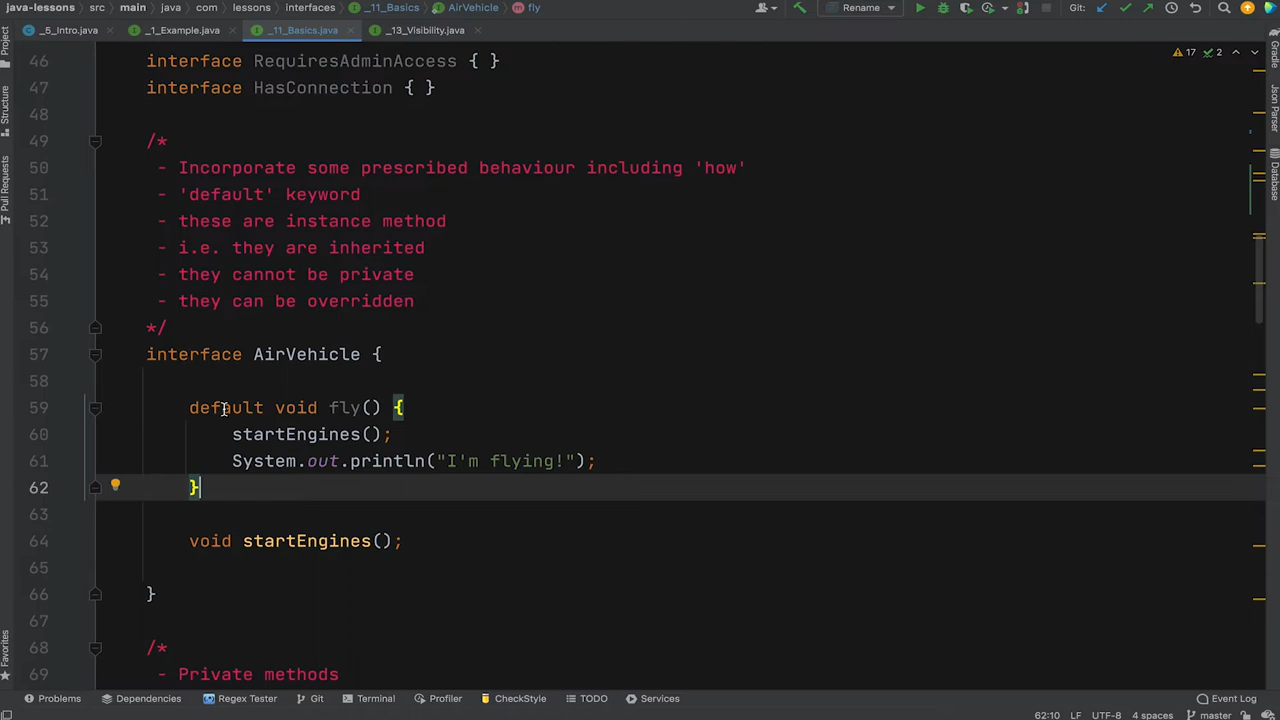 java-lessons › src › main › java › com › lessons › interfaces › _11_Basics › AirVehicle › fly Rename Git:
_5_Intro.java _1_Example.java _11_Basics.java _13_Visibility.java
46 interface RequiresAdminAccess { } 17 2
47 interface HasConnection { }
48
49 /*
50 - Incorporate some prescribed behaviour including 'how'
51 - 'default' keyword
52 - these are instance method
53 - i.e. they are inherited
54 - they cannot be private
55 - they can be overridden
56 */
57 interface AirVehicle {
58
59 default void fly() {
60 startEngines();
61 System.out.println("I'm flying!");
62 }
63
64 void startEngines();
65
66 }
67
68 /*
69 - Private methods
Project
Structure
Pull Requests
Favorites
Gradle
Json Parser
Database
Problems Dependencies Regex Tester Git Terminal Profiler CheckStyle TODO Services Event Log
62:10 LF UTF-8 4 spaces master